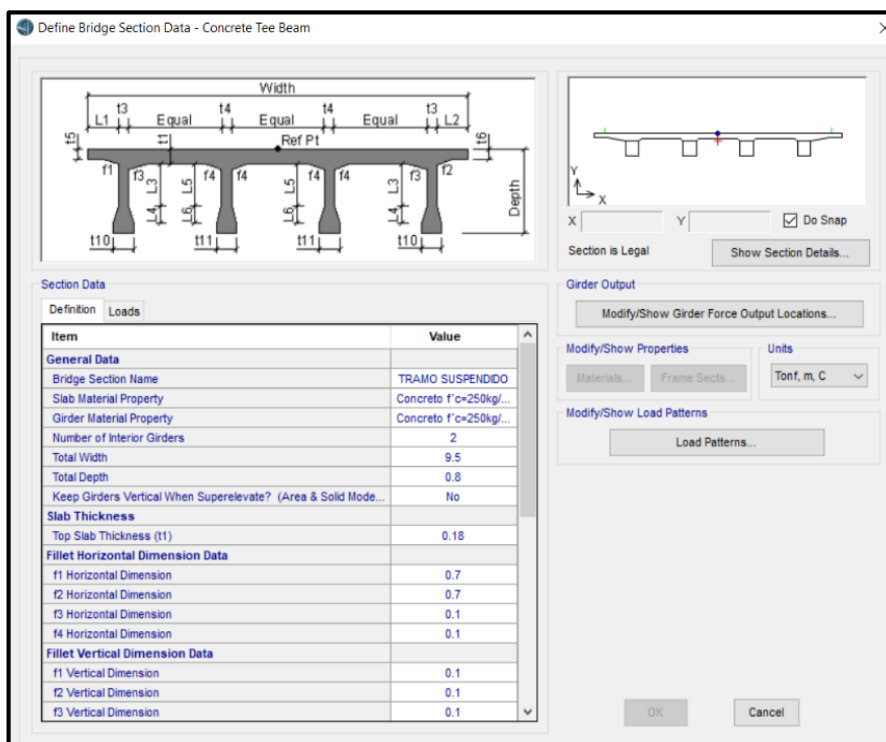 Define Bridge Section Data - Concrete Tee Beam
Width
L1 t3 Equal t4 Equal t4 Equal t3 L2
t5 t1 Ref Pt t6
f1 f3 L3 L5 f4 f4 L5 f4 f4 L3 f3 f2 Depth
L4 L6 L6 L4
t10 t11 t11 t10
Y
X
X Y Do Snap
Section is Legal Show Section Details...
Section Data
Definition Loads
Item Value
General Data
Bridge Section Name TRAMO SUSPENDIDO
Slab Material Property Concreto f´c=250kg/...
Girder Material Property Concreto f´c=250kg/...
Number of Interior Girders 2
Total Width 9.5
Total Depth 0.8
Keep Girders Vertical When Superelevate? (Area & Solid Mode... No
Slab Thickness
Top Slab Thickness (t1) 0.18
Fillet Horizontal Dimension Data
f1 Horizontal Dimension 0.7
f2 Horizontal Dimension 0.7
f3 Horizontal Dimension 0.1
f4 Horizontal Dimension 0.1
Fillet Vertical Dimension Data
f1 Vertical Dimension 0.1
f2 Vertical Dimension 0.1
f3 Vertical Dimension 0.1
Girder Output
Modify/Show Girder Force Output Locations...
Modify/Show Properties
Materials... Frame Sects...
Units
Tonf, m, C
Modify/Show Load Patterns
Load Patterns...
OK Cancel